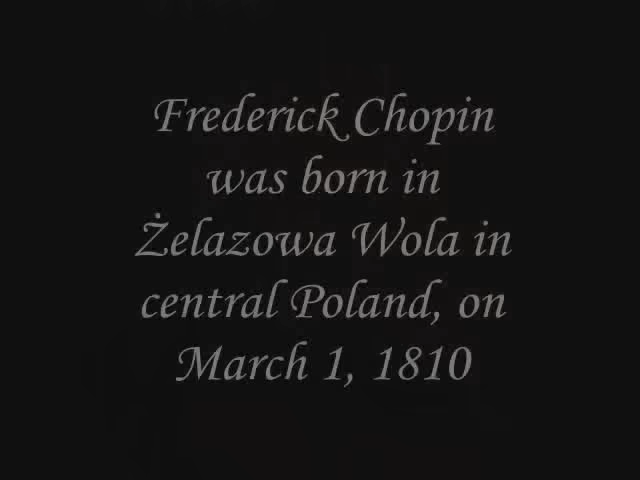 Frederick Chopin
was born in
Żelazowa Wola in
central Poland, on
March 1, 1810